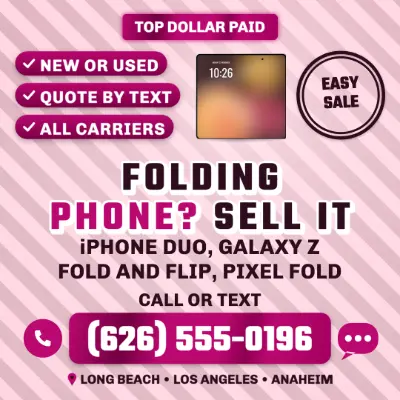 TOP DOLLAR PAID
NEW OR USED
QUOTE BY TEXT
ALL CARRIERS
10:26
EASY
SALE
FOLDING
PHONE? SELL IT
iPHONE DUO, GALAXY Z
FOLD AND FLIP, PIXEL FOLD
CALL OR TEXT
(626) 555-0196
LONG BEACH • LOS ANGELES • ANAHEIM